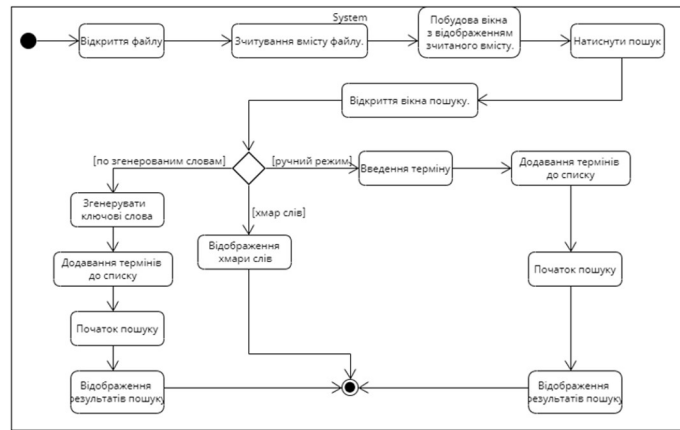 System
Відкриття файлу
Зчитування вмісту файлу.
Побудова вікна
з відображенням
зчитаного вмісту.
Натиснути пошук
Відкриття вікна пошуку.
[по згенерованим словам]
[ручний режим]
Введення терміну
Додавання термінів
до списку
Згенерувати
ключові слова
[хмар слів]
Відображення
хмари слів
Додавання термінів
до списку
Початок пошуку
Початок пошуку
Відображення
результатів пошуку
Відображення
результатів пошуку